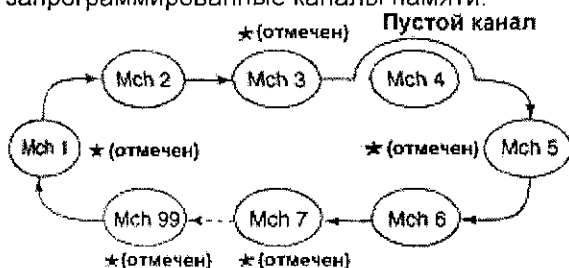 запрограммированные каналы памяти.
Пустой канал
★(отмечен)
Mch 2
Mch 3
Mch 4
Mch 1
★(отмечен)
★(отмечен)
Mch 5
Mch 99
Mch 7
Mch 6
★(отмечен)
★(отмечен)